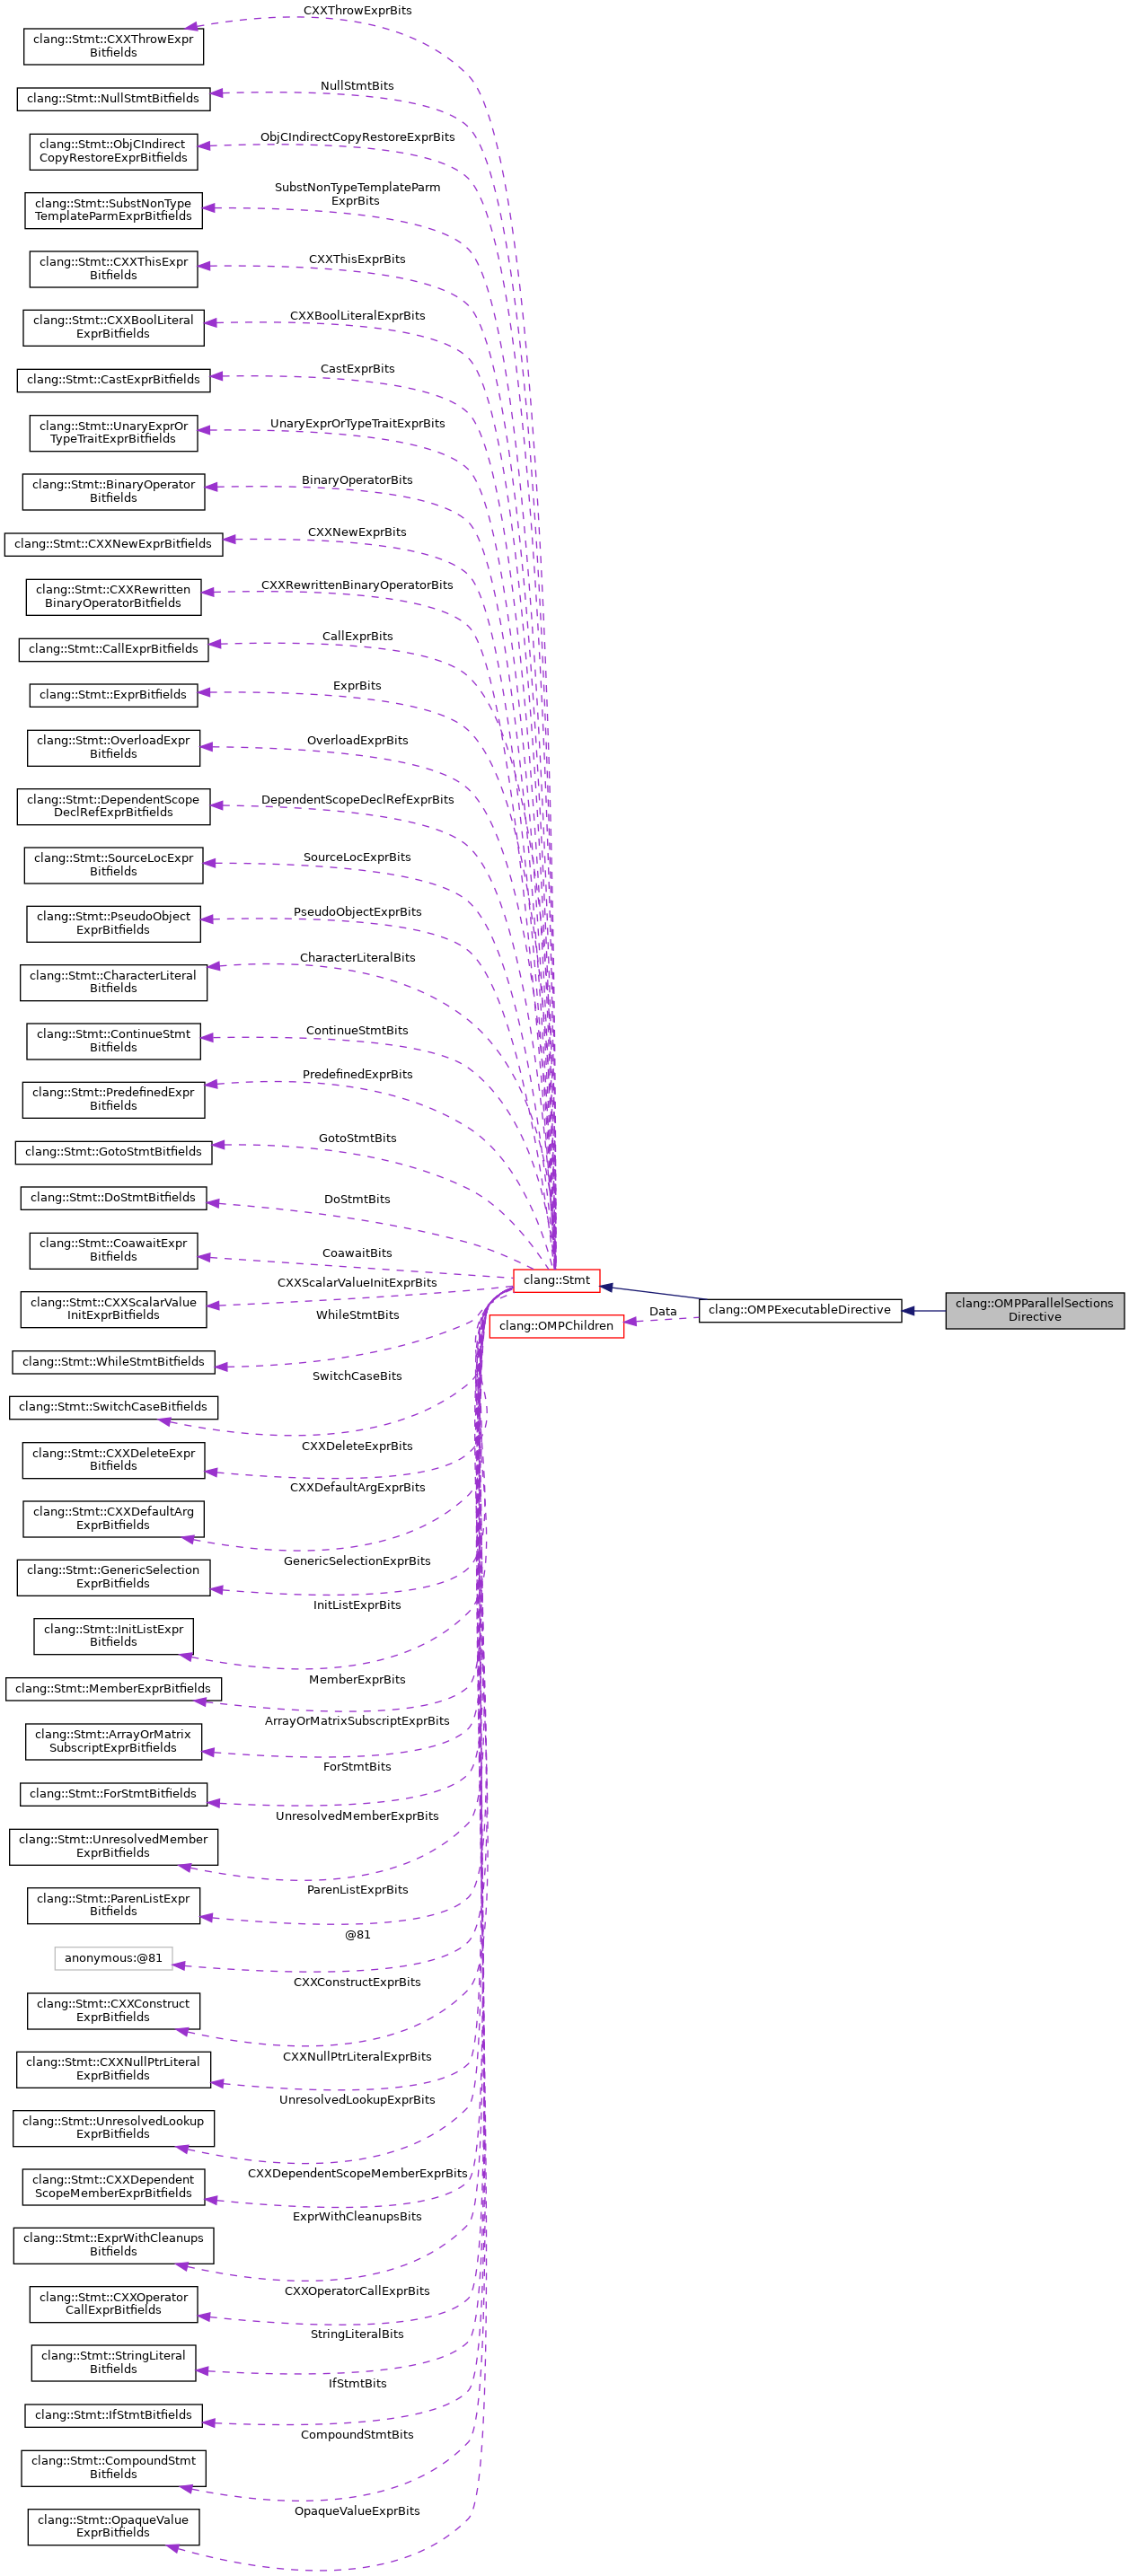 CXXThrowExprBits
clang::Stmt::CXXThrowExpr
Bitfields
NullStmtBits
clang::Stmt::NullStmtBitfields
ObjCIndirectCopyRestoreExprBits
clang::Stmt::ObjCIndirect
CopyRestoreExprBitfields
SubstNonTypeTemplateParm
ExprBits
clang::Stmt::SubstNonType
TemplateParmExprBitfields
CXXThisExprBits
clang::Stmt::CXXThisExpr
Bitfields
CXXBoolLiteralExprBits
clang::Stmt::CXXBoolLiteral
ExprBitfields
CastExprBits
clang::Stmt::CastExprBitfields
UnaryExprOrTypeTraitExprBits
clang::Stmt::UnaryExprOr
TypeTraitExprBitfields
BinaryOperatorBits
clang::Stmt::BinaryOperator
Bitfields
CXXNewExprBits
clang::Stmt::CXXNewExprBitfields
CXXRewrittenBinaryOperatorBits
clang::Stmt::CXXRewritten
BinaryOperatorBitfields
CallExprBits
clang::Stmt::CallExprBitfields
ExprBits
clang::Stmt::ExprBitfields
OverloadExprBits
clang::Stmt::OverloadExpr
Bitfields
DependentScopeDeclRefExprBits
clang::Stmt::DependentScope
DeclRefExprBitfields
SourceLocExprBits
clang::Stmt::SourceLocExpr
Bitfields
PseudoObjectExprBits
clang::Stmt::PseudoObject
ExprBitfields
CharacterLiteralBits
clang::Stmt::CharacterLiteral
Bitfields
ContinueStmtBits
clang::Stmt::ContinueStmt
Bitfields
PredefinedExprBits
clang::Stmt::PredefinedExpr
Bitfields
GotoStmtBits
clang::Stmt::GotoStmtBitfields
DoStmtBits
clang::Stmt::DoStmtBitfields
CoawaitBits
clang::Stmt::CoawaitExpr
Bitfields
CXXScalarValueInitExprBits
clang::Stmt::CXXScalarValue
InitExprBitfields
clang::Stmt
clang::OMPChildren
Data
clang::OMPExecutableDirective
clang::OMPParallelSections
Directive
WhileStmtBits
clang::Stmt::WhileStmtBitfields
SwitchCaseBits
clang::Stmt::SwitchCaseBitfields
CXXDeleteExprBits
clang::Stmt::CXXDeleteExpr
Bitfields
CXXDefaultArgExprBits
clang::Stmt::CXXDefaultArg
ExprBitfields
GenericSelectionExprBits
clang::Stmt::GenericSelection
ExprBitfields
InitListExprBits
clang::Stmt::InitListExpr
Bitfields
MemberExprBits
clang::Stmt::MemberExprBitfields
ArrayOrMatrixSubscriptExprBits
clang::Stmt::ArrayOrMatrix
SubscriptExprBitfields
ForStmtBits
clang::Stmt::ForStmtBitfields
UnresolvedMemberExprBits
clang::Stmt::UnresolvedMember
ExprBitfields
ParenListExprBits
clang::Stmt::ParenListExpr
Bitfields
@81
anonymous:@81
CXXConstructExprBits
clang::Stmt::CXXConstruct
ExprBitfields
CXXNullPtrLiteralExprBits
clang::Stmt::CXXNullPtrLiteral
ExprBitfields
UnresolvedLookupExprBits
clang::Stmt::UnresolvedLookup
ExprBitfields
CXXDependentScopeMemberExprBits
clang::Stmt::CXXDependent
ScopeMemberExprBitfields
ExprWithCleanupsBits
clang::Stmt::ExprWithCleanups
Bitfields
CXXOperatorCallExprBits
clang::Stmt::CXXOperator
CallExprBitfields
StringLiteralBits
clang::Stmt::StringLiteral
Bitfields
IfStmtBits
clang::Stmt::IfStmtBitfields
CompoundStmtBits
clang::Stmt::CompoundStmt
Bitfields
OpaqueValueExprBits
clang::Stmt::OpaqueValue
ExprBitfields